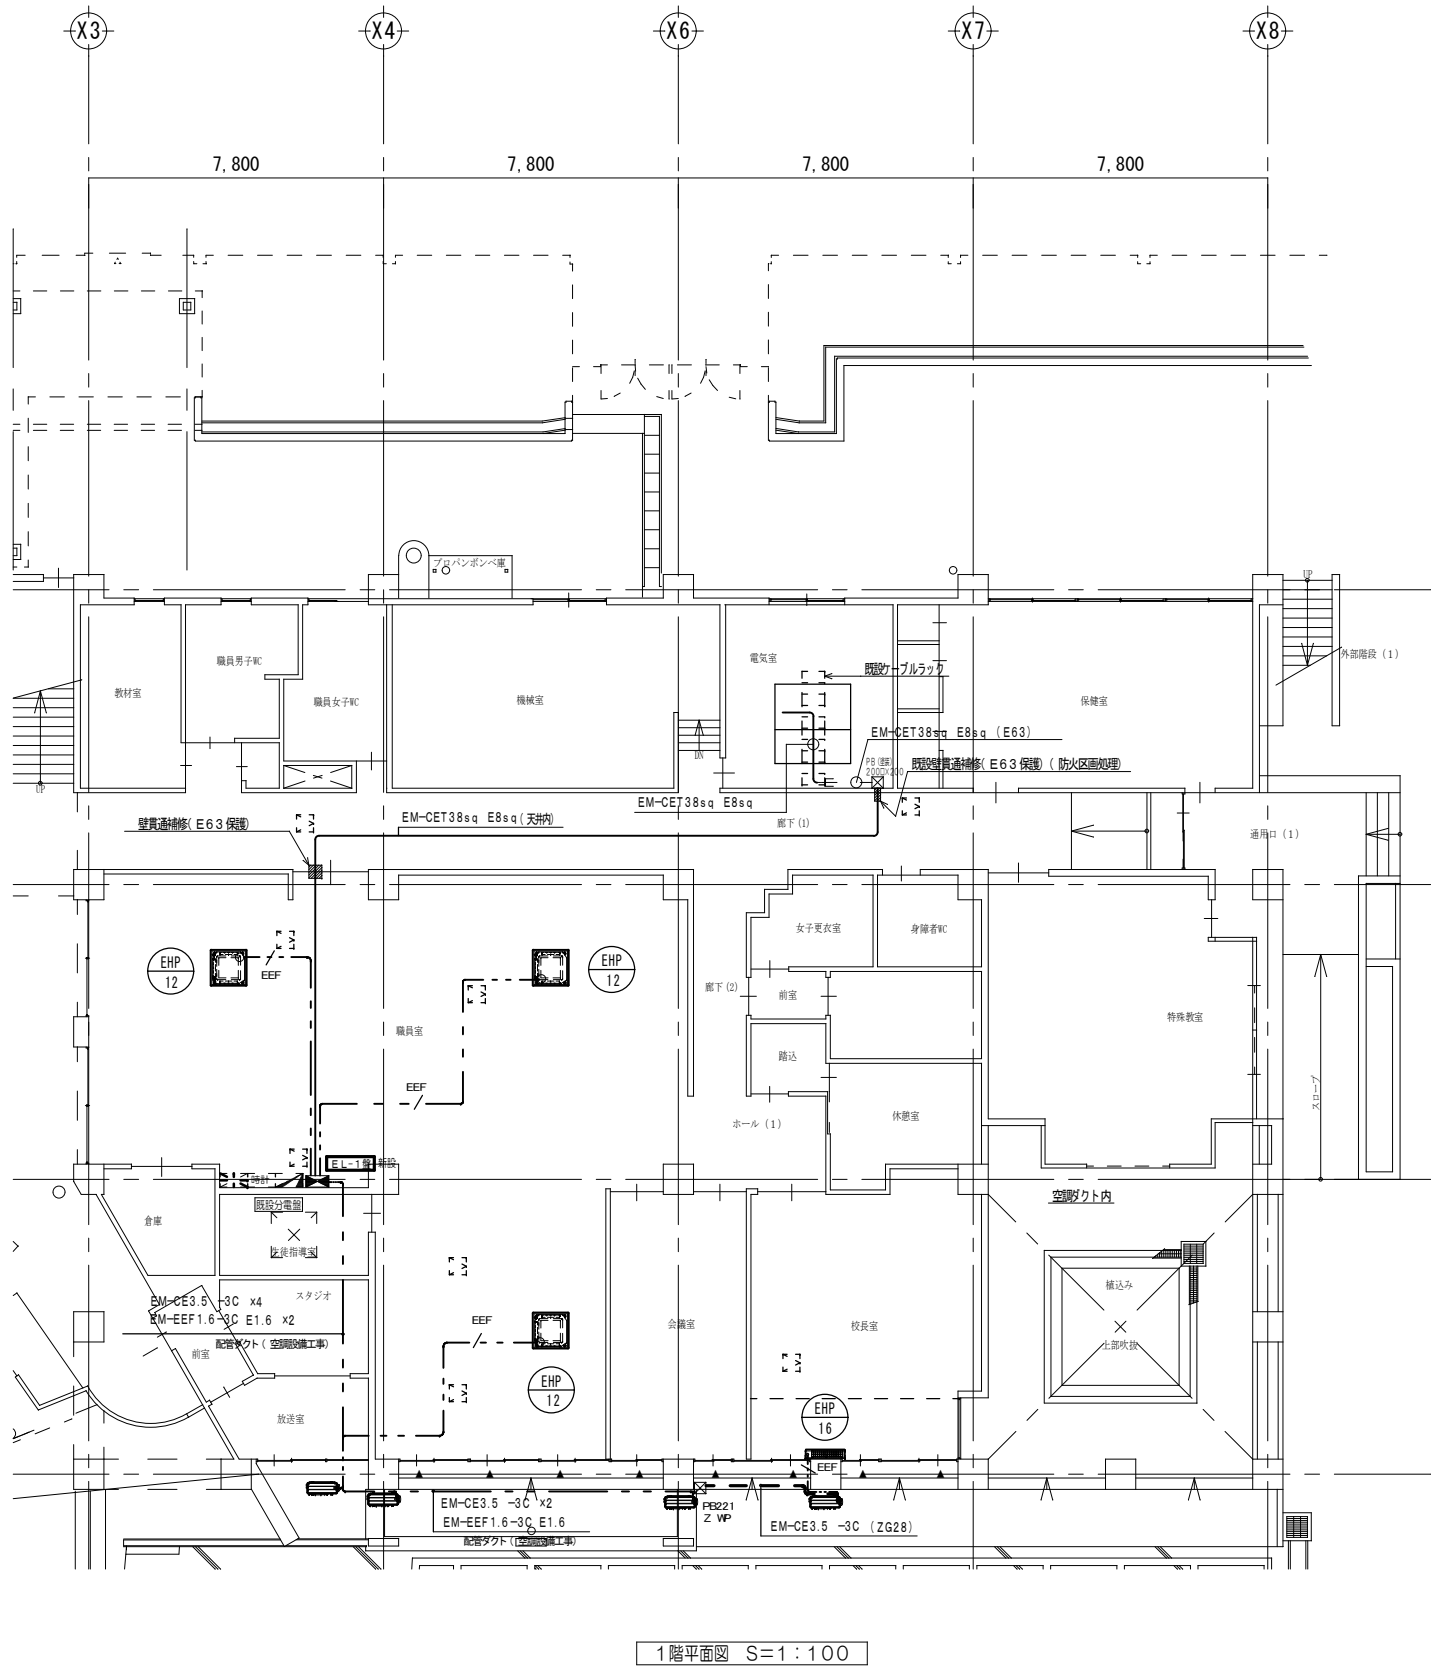 X3
X4
X6
X7
X8
7,800
7,800
7,800
7,800
プロパンボンベ庫
UP
外部階段(1)
職員男子WC
電気室
既設ケーブルラック
教材室
職員女子WC
機械室
保健室
UP
DN
EM-CET38sq E8sq (E63)
PB(塗装)
200□X200
既設壁貫通補修(E63保護)(防火区画処理)
EM-CET38sq E8sq
壁貫通補修(E63保護)
EM-CET38sq E8sq(天井内)
廊下(1)
通用口(1)
女子更衣室
身障者WC
EHP
12
EEF
EHP
12
廊下(2)
前室
職員室
特殊教室
踏込
EEF
スロープ
ホール(1)
休憩室
EL-1盤 新設
時計
空調ダクト内
既設分電盤
倉庫
生徒指導室
植込み
スタジオ
EM-CE3.5 -3C x4
EM-EEF1.6-3C E1.6 x2
配管ダクト(空調設備工事)
前室
EEF
会議室
校長室
上部吹抜
EHP
12
EHP
16
放送室
EEF
EM-CE3.5 -3C x2
EM-EEF1.6-3C E1.6
配管ダクト(空調設備工事)
PB221
Z WP
EM-CE3.5 -3C (ZG28)
1階平面図 S=1:100